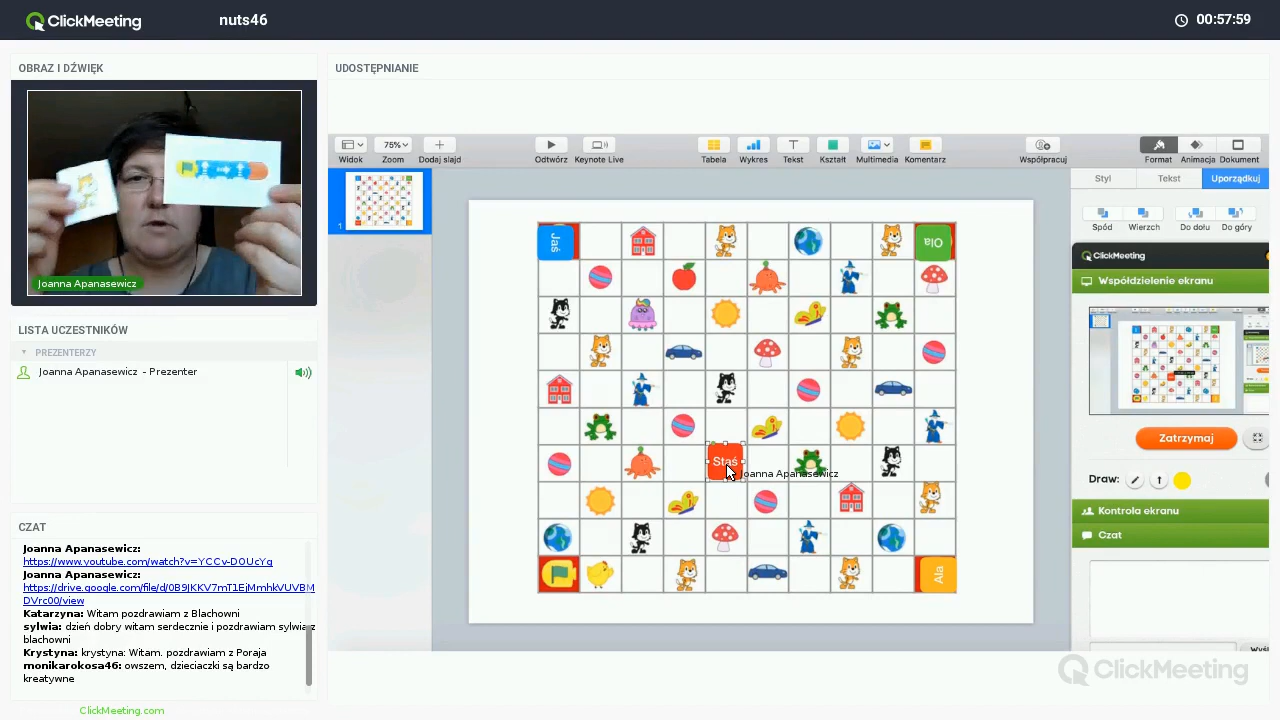 ClickMeeting
nuts46
00:57:59
OBRAZ I DŹWIĘK
Joanna Apanasewicz
LISTA UCZESTNIKÓW
PREZENTERZY
Joanna Apanasewicz - Prezenter
CZAT
Joanna Apanasewicz:
https://www.youtube.com/watch?v=YCCv-D0UcYg
Joanna Apanasewicz:
https://drive.google.com/file/d/0B9JKKV7mT1EjMmhkVUVBM
DVrc00/view
Katarzyna: Witam pozdrawiam z Blachowni
sylwia: dzień dobry witam serdecznie i pozdrawiam sylwia z
blachowni
Krystyna: krystyna: Witam. pozdrawiam z Poraja
monikarokosa46: owszem, dzieciaczki są bardzo
kreatywne
ClickMeeting.com
UDOSTĘPNIANIE
75%
Widok
Zoom
Dodaj slajd
Odtwórz
Keynote Live
Tabela
Wykres
Tekst
Kształt
Multimedia
Komentarz
Współpracuj
Format
Animacja
Dokument
1
Jaś
Ola
Staś
Joanna Apanasewicz
Ala
Styl
Tekst
Uporządkuj
Spód
Wierzch
Do dołu
Do góry
ClickMeeting
Współdzielenie ekranu
Zatrzymaj
Draw:
Kontrola ekranu
Czat
ClickMeeting